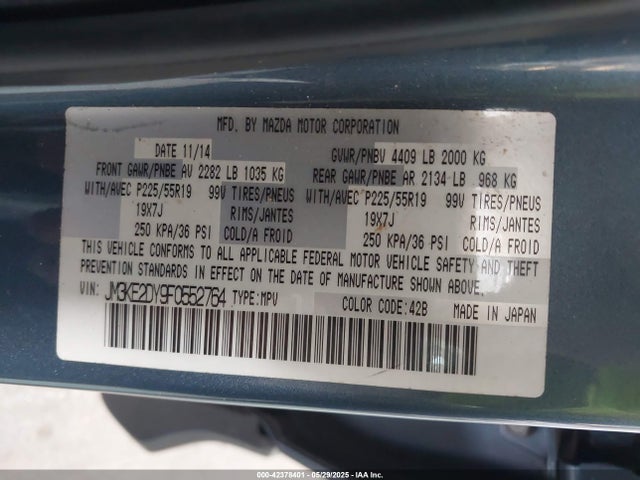 MFD. BY MAZDA MOTOR CORPORATION
DATE 11/14 GVWR/PNBV 4409 LB 2000 KG
FRONT GAWR/PNBE AV 2282 LB 1035 KG REAR GAWR/PNBE AR 2134 LB 968 KG
WITH/AVEC P225/55R19 99V TIRES/PNEUS WITH/AVEC P225/55R19 99V TIRES/PNEUS
19X7J RIMS/JANTES 19X7J RIMS/JANTES
250 KPA/36 PSI COLD/A FROID 250 KPA/36 PSI COLD/A FROID
THIS VEHICLE CONFORMS TO ALL APPLICABLE FEDERAL MOTOR VEHICLE SAFETY AND THEFT
PREVENTION STANDARDS IN EFFECT ON THE DATE OF MANUFACTURE SHOWN ABOVE.
VIN: JM3KE2DY9F0552764 TYPE:MPV COLOR CODE:42B MADE IN JAPAN
000-42378401 - 05/29/2025 - IAA Inc.